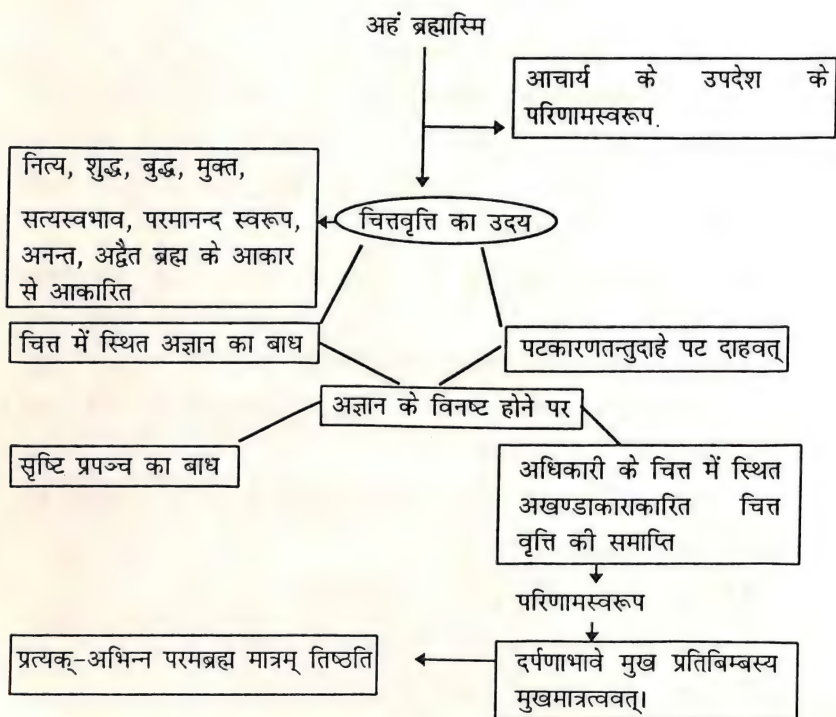 अहं ब्रह्मास्मि
आचार्य के उपदेश के
परिणामस्वरूप.
नित्य, शुद्ध, बुद्ध, मुक्त,
सत्यस्वभाव, परमानन्द स्वरूप,
अनन्त, अद्वैत ब्रह्म के आकार
से आकारित
चित्तवृत्ति का उदय
चित्त में स्थित अज्ञान का बाध
पटकारणतन्तुदाहे पट दाहवत्
अज्ञान के विनष्ट होने पर
सृष्टि प्रपञ्च का बाध
अधिकारी के चित्त में स्थित
अखण्डाकाराकारित चित्त
वृत्ति की समाप्ति
परिणामस्वरूप
दर्पणाभावे मुख प्रतिबिम्बस्य
मुखमात्रत्ववत्।
प्रत्यक्-अभिन्न परमब्रह्म मात्रम् तिष्ठति